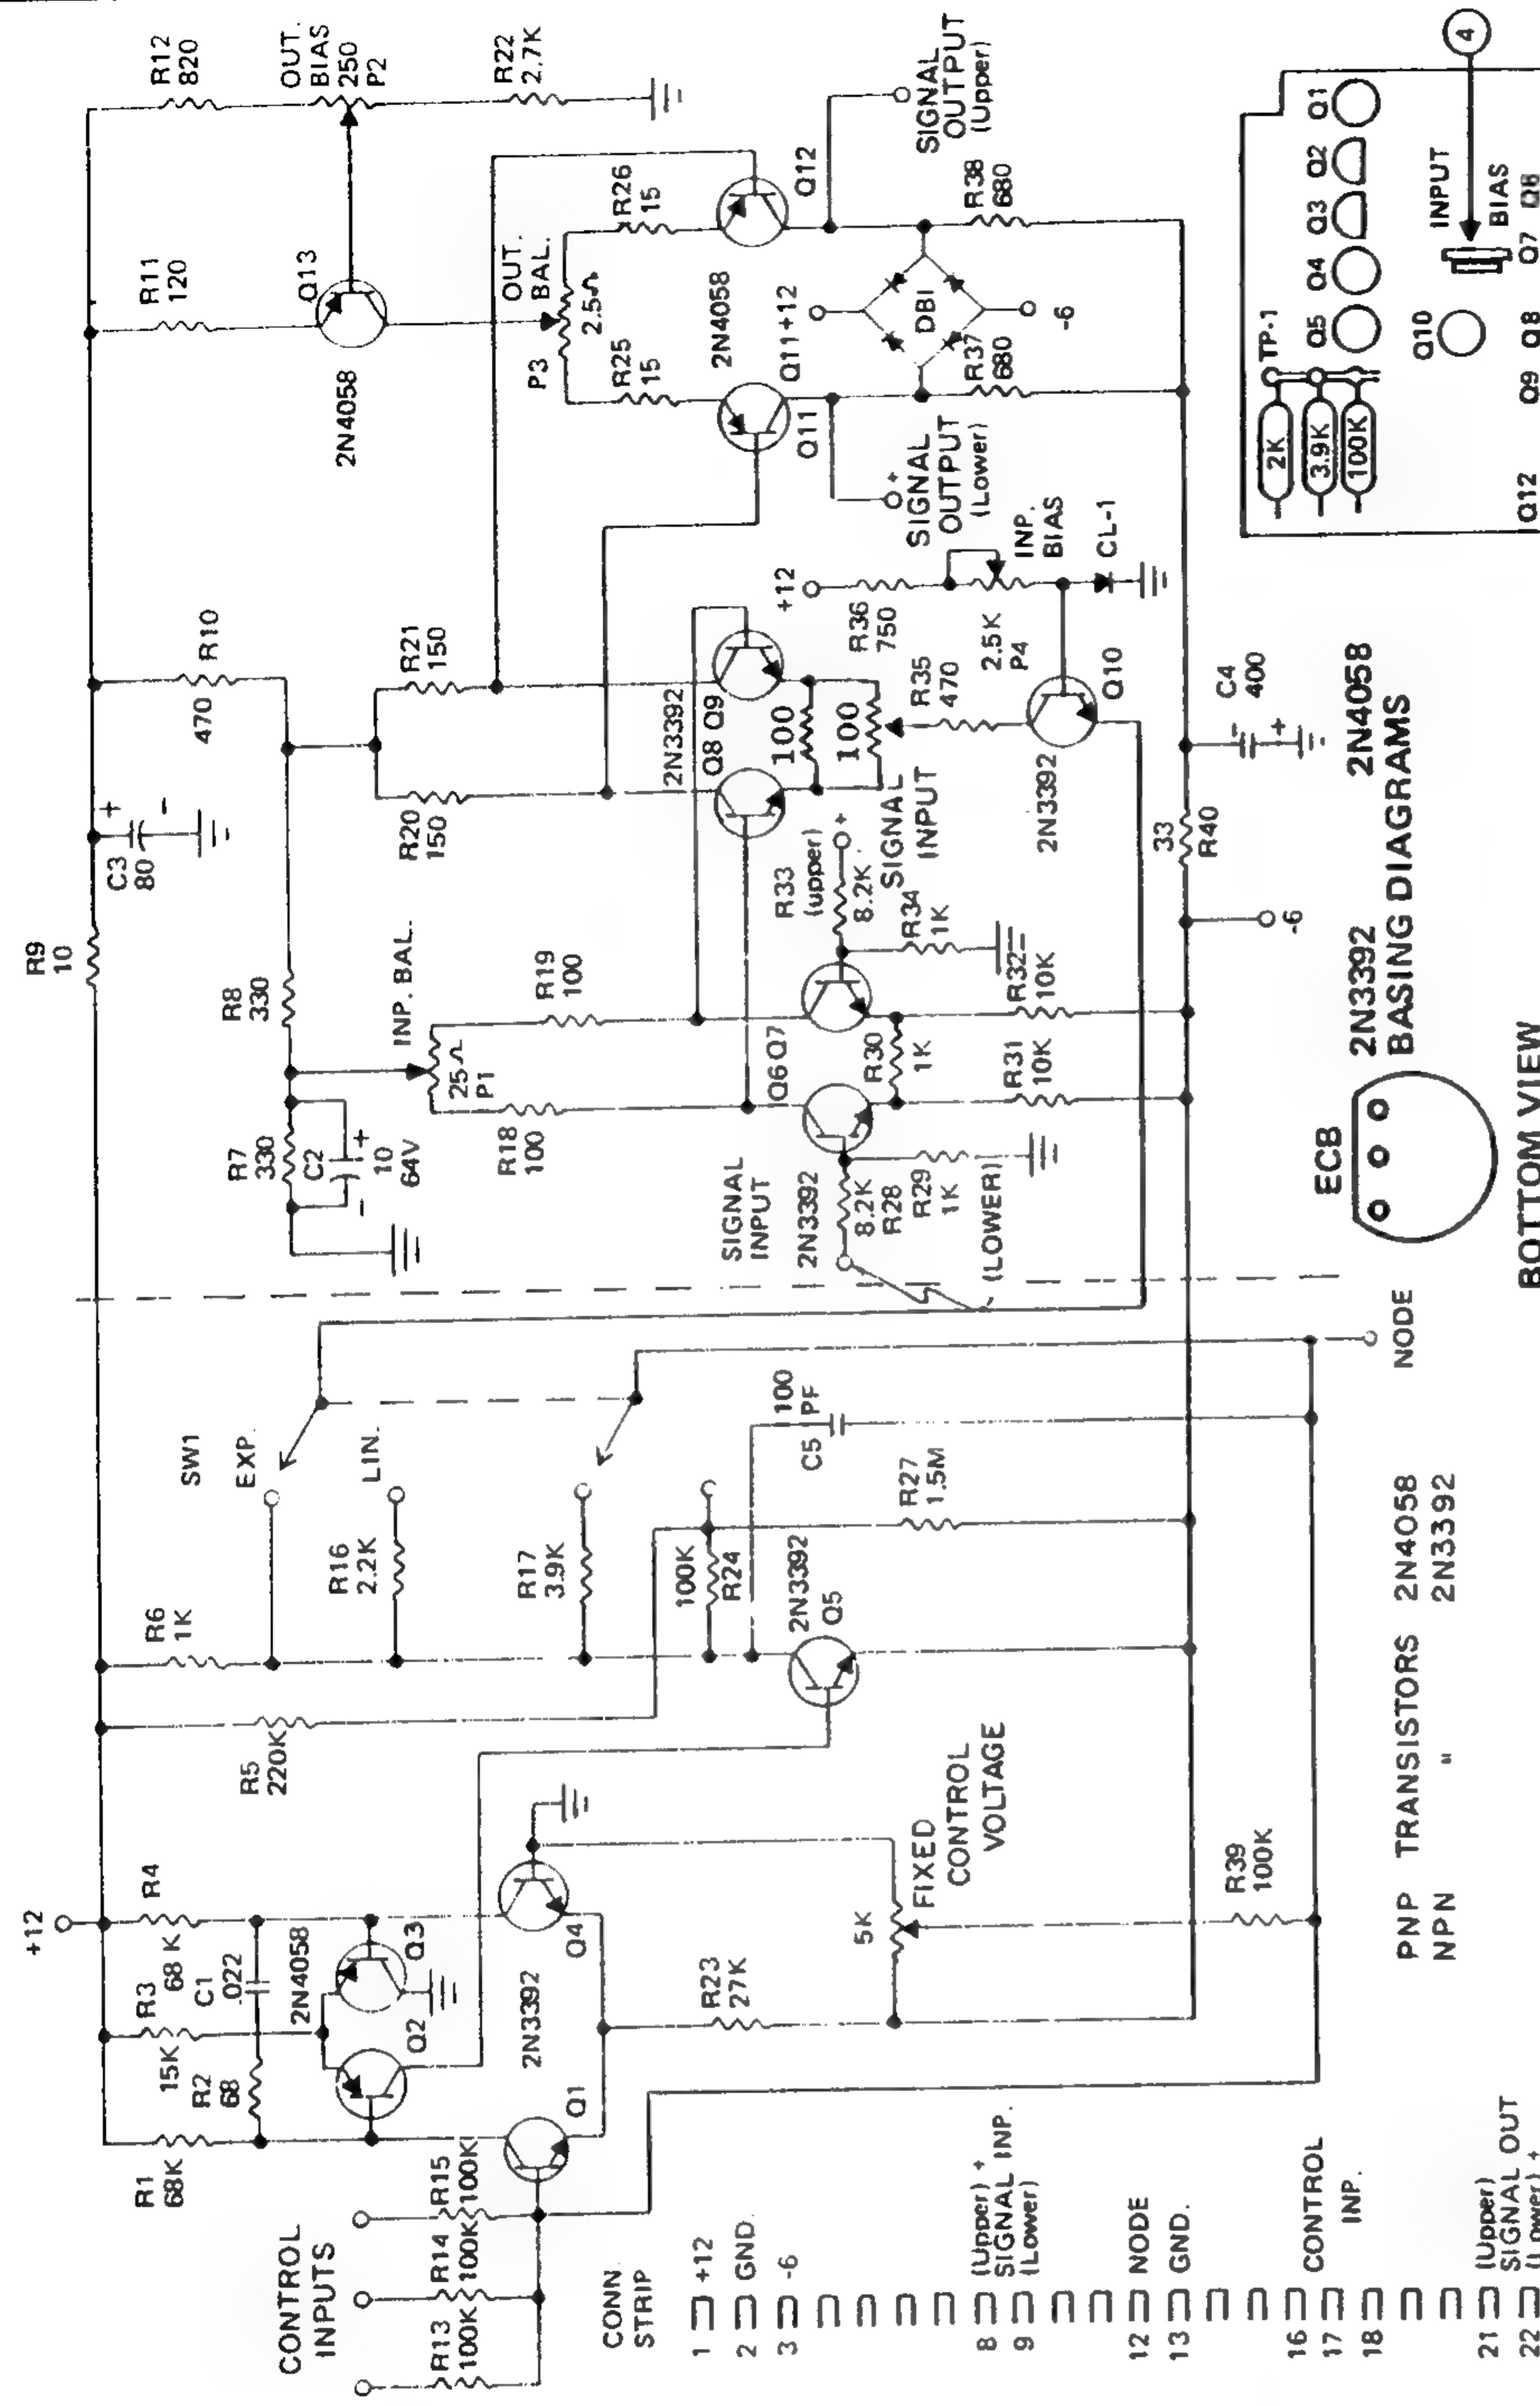 R9
10
+12
R4
68 K
R3
15K
R1
68K
R2
68
C1
.022
2N4058
Q2
Q3
2N3392
Q1
Q4
CONTROL
INPUTS
R13
100K
R14
100K
R15
100K
R23
27K
5K
FIXED
CONTROL
VOLTAGE
R39
100K
R5
220K
R6
1K
SW1
EXP.
LIN.
R16
2.2K
R17
3.9K
100K
R24
2N3392
Q5
100
PF
C5
R27
1.5M
NODE
R7
330
C2
+
-
10
64V
R8
330
INP. BAL.
25Ω
P1
R18
100
R19
100
SIGNAL
INPUT
2N3392
8.2K
R28
R29
1K
(LOWER)
Q6 Q7
R30
1K
R31
10K
R32
10K
R33
(upper)
8.2K
+
R34
1K
SIGNAL
INPUT
C3
80
+
-
470
R10
R20
150
R21
150
2N3392
Q8 Q9
100
100
R35
470
2N3392
Q10
+12
R36
750
2.5K
P4
INP.
BIAS
CL-1
33
R40
-6
C4
400
-
+
R11
120
Q13
2N4058
R12
820
OUT.
BIAS
250
P2
R22
2.7K
OUT.
BAL.
P3
2.5Ω
R25
15
R26
15
2N4058
Q11
Q12
Q11+12
DBI
-6
R37
680
R38
680
+
SIGNAL
OUTPUT
(Lower)
SIGNAL
OUTPUT
(Upper)
CONN.
STRIP
1 +12
2 GND.
3 -6
8 (Upper) +
SIGNAL INP.
9 (Lower)
12 NODE
13 GND.
16
17 CONTROL
INP.
18
21 (Upper)
SIGNAL OUT
22 (Lower) +
PNP TRANSISTORS 2N4058
NPN " 2N3392
ECB
2N3392 2N4058
BASING DIAGRAMS
BOTTOM VIEW
TP-1
2K
3.9K
100K
Q5 Q4 Q3 Q2 Q1
Q10
INPUT
BIAS
4
Q12 Q9 Q8 Q7 Q6